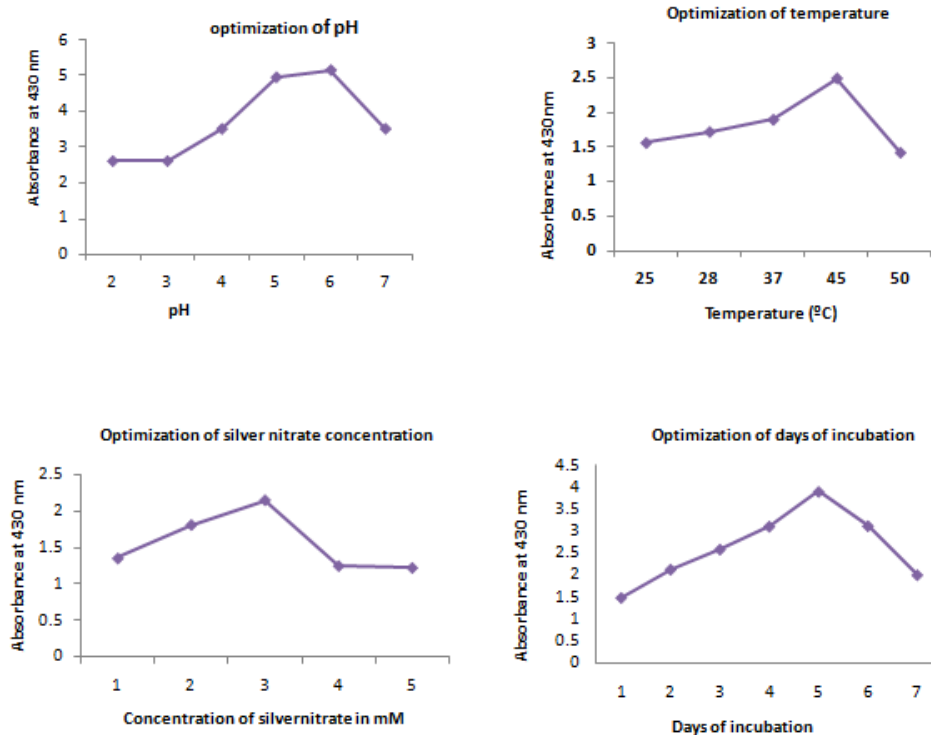 optimization of pH
Absorbance at 430 nm
6
5
4
3
2
1
0
2 3 4 5 6 7
pH
Optimization of temperature
Absorbance at 430nm
3
2.5
2
1.5
1
0.5
0
25 28 37 45 50
Temperature (ºC)
Optimization of silver nitrate concentration
Absorbance at 430 nm
2.5
2
1.5
1
0.5
0
1 2 3 4 5
Concentration of silvernitrate in mM
Optimization of days of incubation
Absorbance at 430 nm
4.5
4
3.5
3
2.5
2
1.5
1
0.5
0
1 2 3 4 5 6 7
Days of incubation